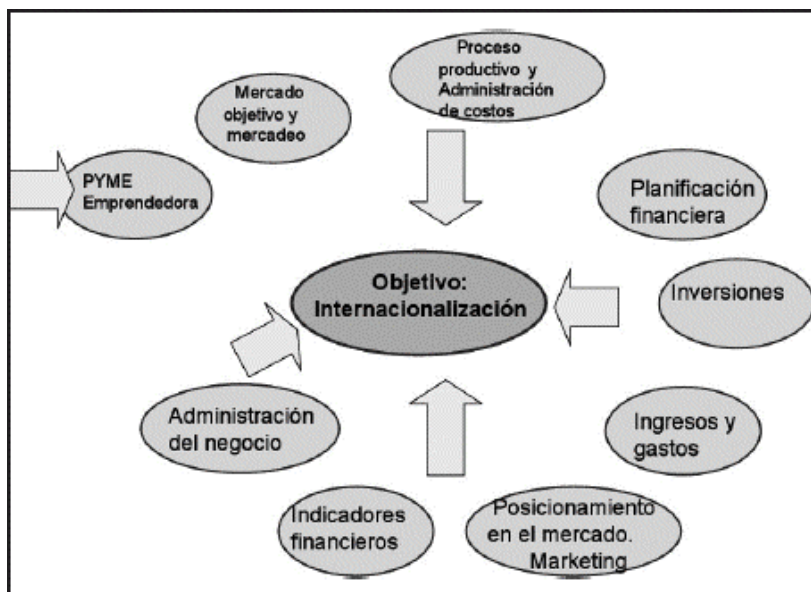 Proceso
productivo y
Administración
de costos
Mercado
objetivo y
mercadeo
PYME
Emprendedora
Planificación
financiera
Objetivo:
Internacionalización
Inversiones
Administración
del negocio
Ingresos y
gastos
Indicadores
financieros
Posicionamiento
en el mercado.
Marketing